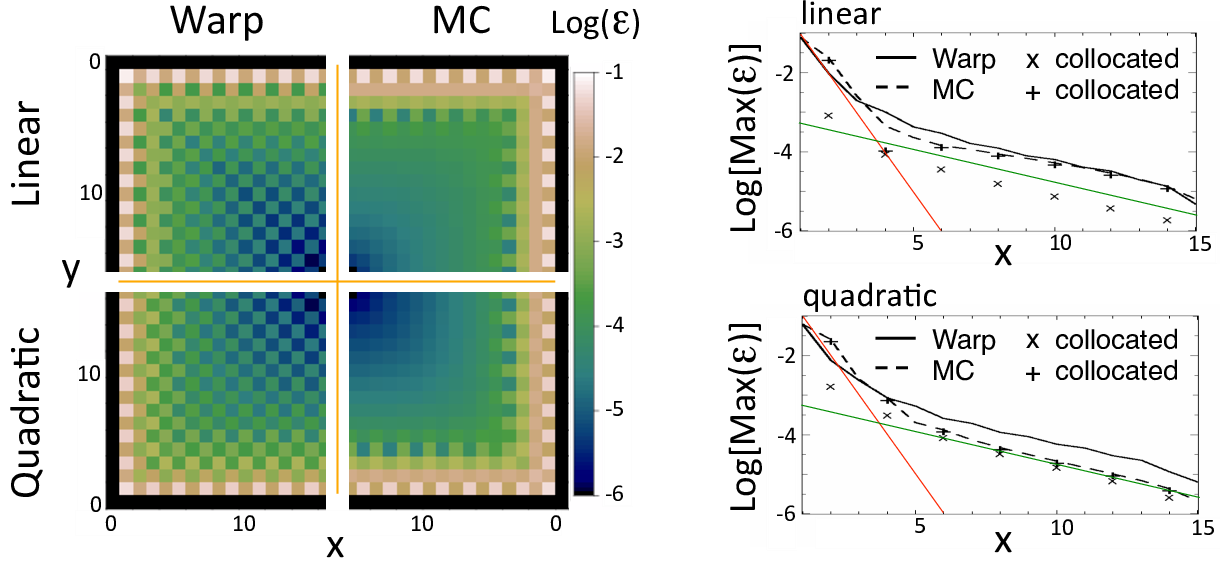 Warp MC Log(ε)
Linear
Quadratic
y
0
10
10
0
0 10 10 0
x
-1
-2
-3
-4
-5
-6
linear
Log[Max(ε)]
-2
-4
-6
Warp x collocated
MC + collocated
5 10 15
X
quadratic
Log[Max(ε)]
-2
-4
-6
Warp x collocated
MC + collocated
5 10 15
X